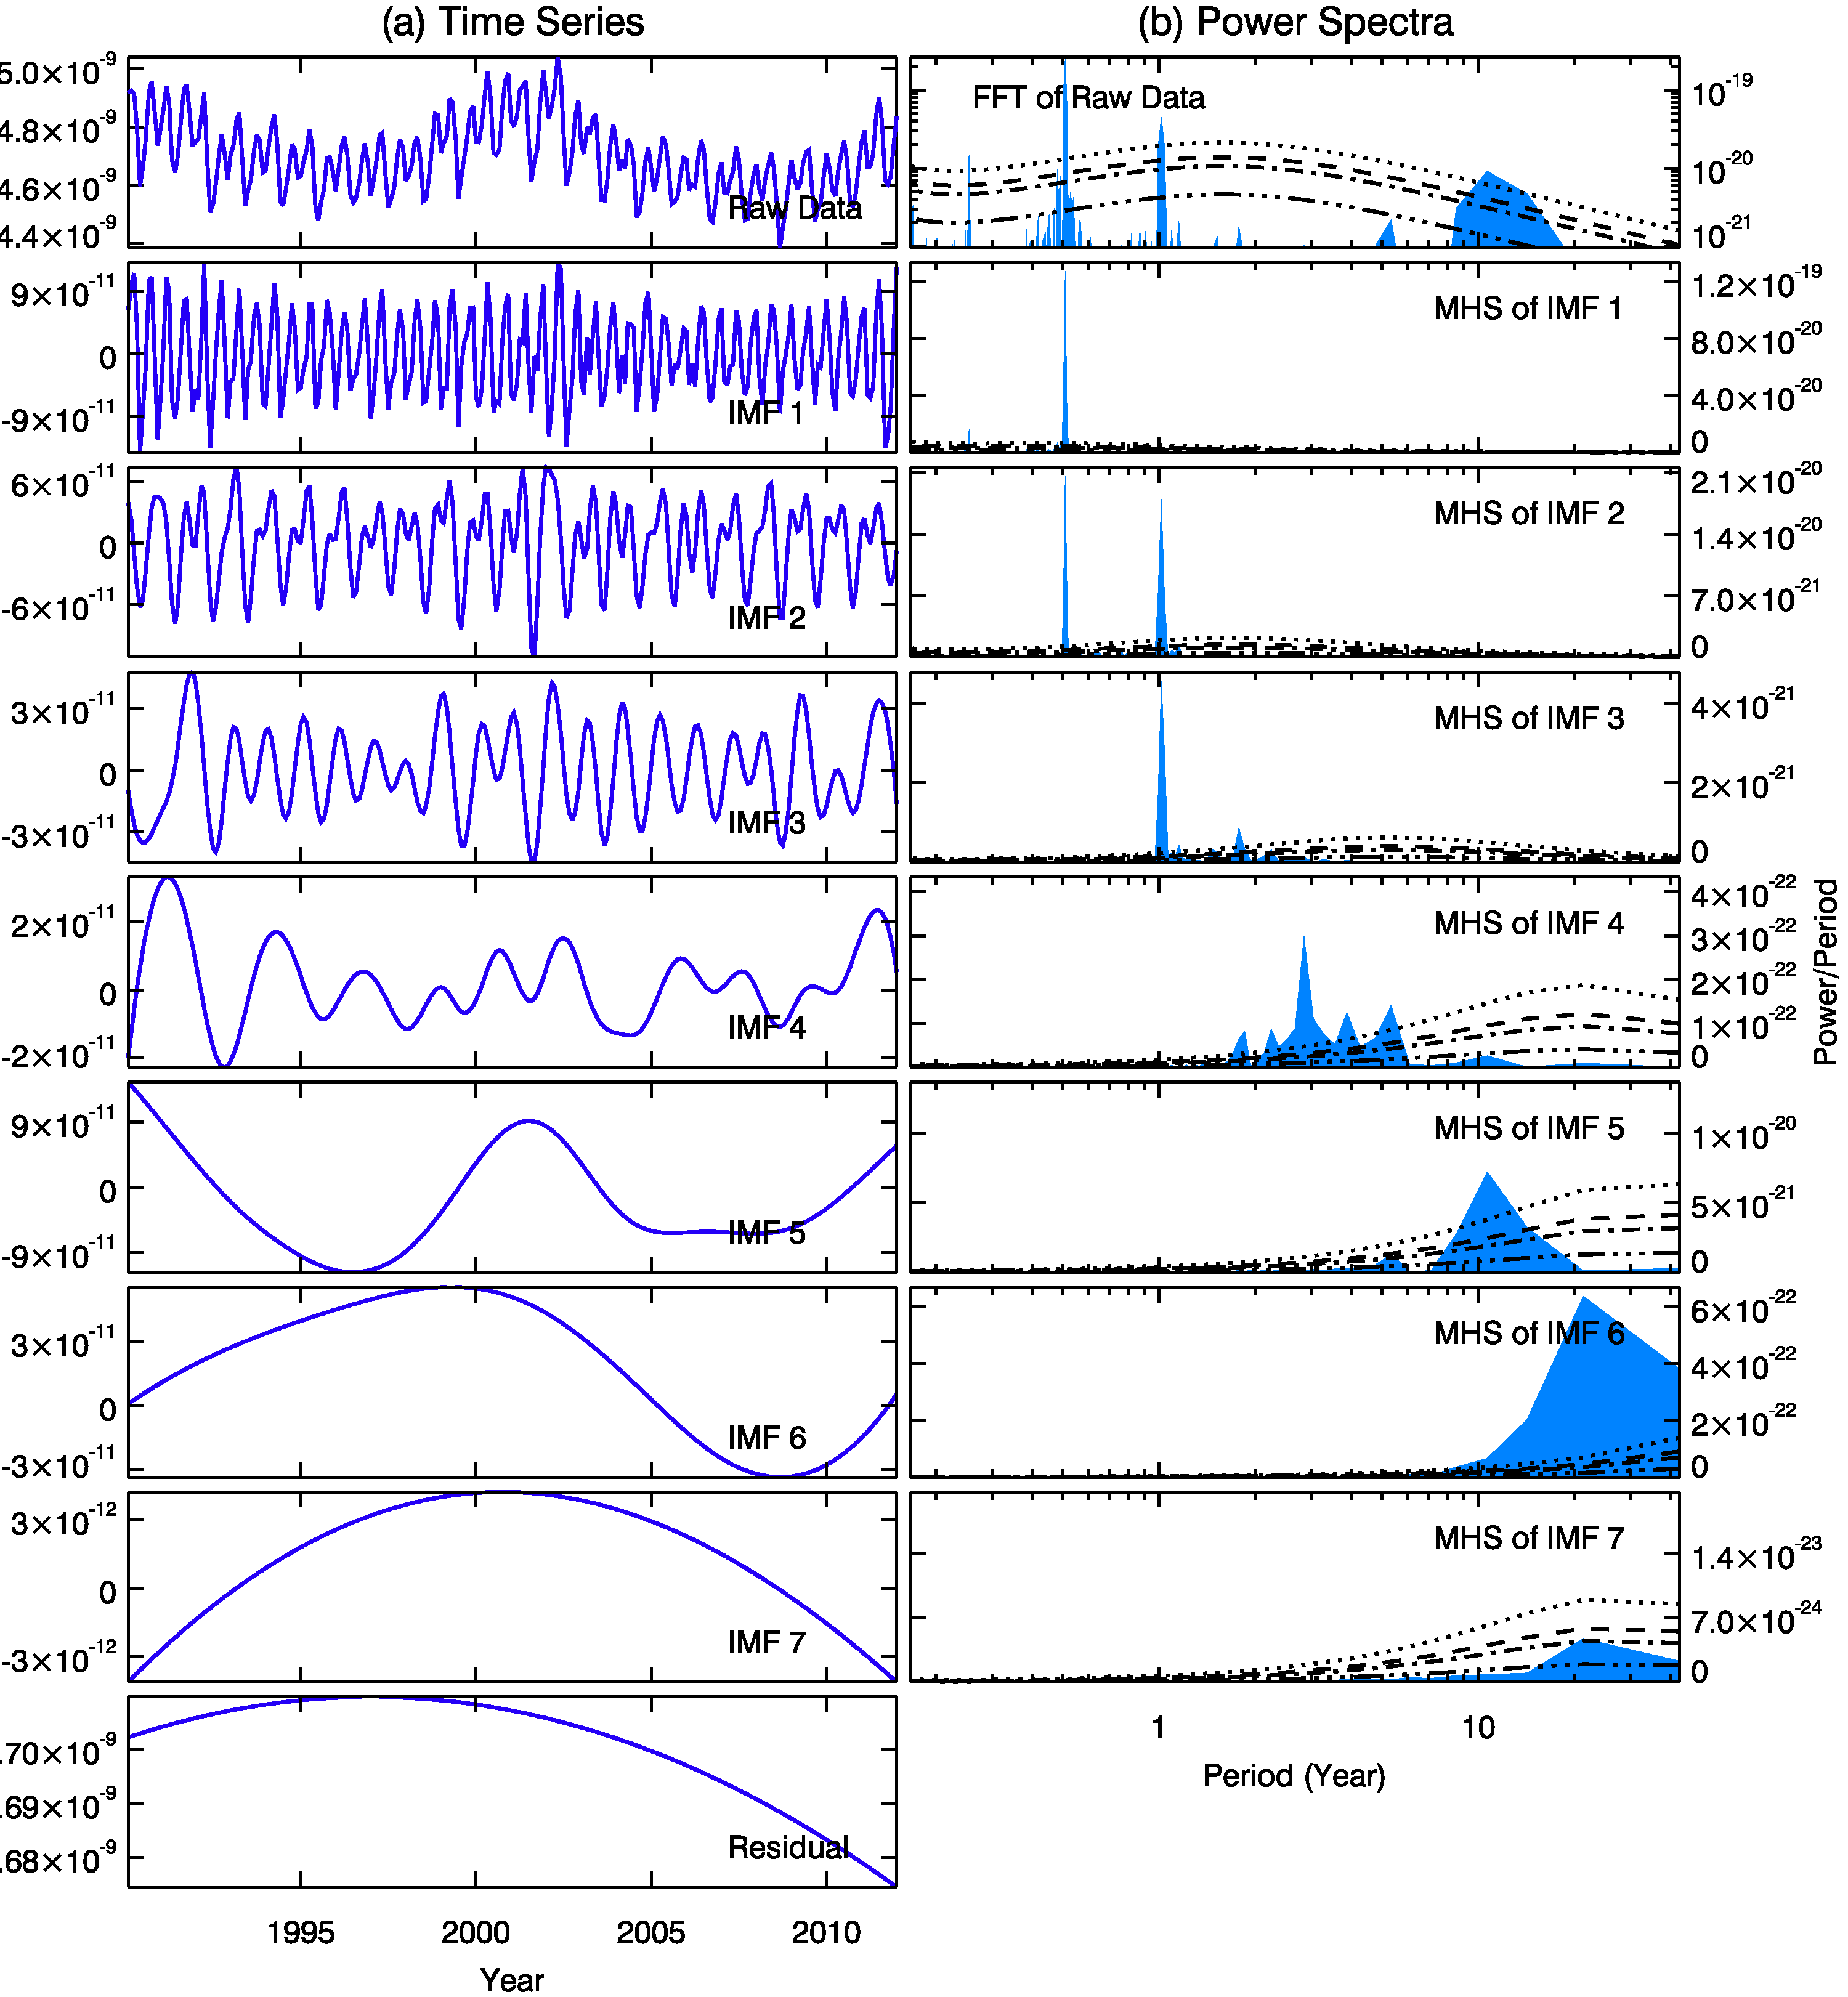 (a) Time Series
(b) Power Spectra
5.0×10⁻⁹
4.8×10⁻⁹
4.6×10⁻⁹
4.4×10⁻⁹
Raw Data
FFT of Raw Data
10⁻¹⁹
10⁻²⁰
10⁻²¹
9×10⁻¹¹
0
-9×10⁻¹¹
IMF 1
MHS of IMF 1
1.2×10⁻¹⁹
8.0×10⁻²⁰
4.0×10⁻²⁰
0
6×10⁻¹¹
0
-6×10⁻¹¹
IMF 2
MHS of IMF 2
2.1×10⁻²⁰
1.4×10⁻²⁰
7.0×10⁻²¹
0
3×10⁻¹¹
0
-3×10⁻¹¹
IMF 3
MHS of IMF 3
4×10⁻²¹
2×10⁻²¹
0
2×10⁻¹¹
0
-2×10⁻¹¹
IMF 4
MHS of IMF 4
4×10⁻²²
3×10⁻²²
2×10⁻²²
1×10⁻²²
0
Power/Period
9×10⁻¹¹
0
-9×10⁻¹¹
IMF 5
MHS of IMF 5
1×10⁻²⁰
5×10⁻²¹
0
3×10⁻¹¹
0
-3×10⁻¹¹
IMF 6
MHS of IMF 6
6×10⁻²²
4×10⁻²²
2×10⁻²²
0
3×10⁻¹²
0
-3×10⁻¹²
IMF 7
MHS of IMF 7
1.4×10⁻²³
7.0×10⁻²⁴
0
1
10
Period (Year)
.70×10⁻⁹
.69×10⁻⁹
.68×10⁻⁹
Residual
1995
2000
2005
2010
Year